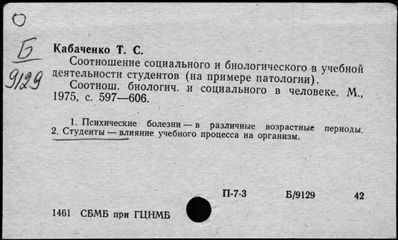 О
Б
9129
Кабаченко Т. С.
Соотношение социального и биологического в учебной
деятельности студентов (на примере патологии).
Соотнош. биологич. и социального в человеке. М.,
1975, с. 597—606.
1. Психические болезни — в различные возрастные периоды.
2. Студенты — влияние учебного процесса на организм.
П-7-3 Б/9129 42
1461 СБМБ при ГЦНМБ